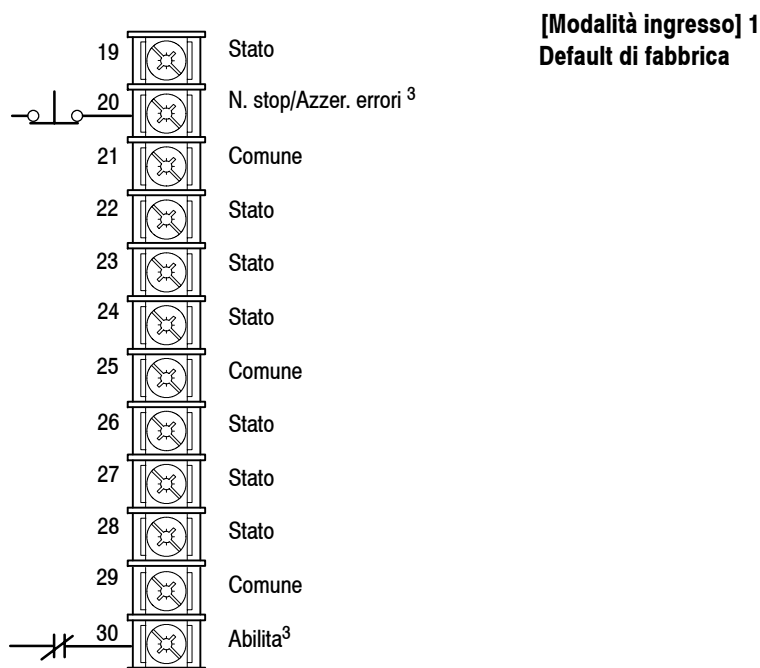 [Modalità ingresso] 1
Default di fabbrica
19 Stato
20 N. stop/Azzer. errori 3
21 Comune
22 Stato
23 Stato
24 Stato
25 Comune
26 Stato
27 Stato
28 Stato
29 Comune
30 Abilita3